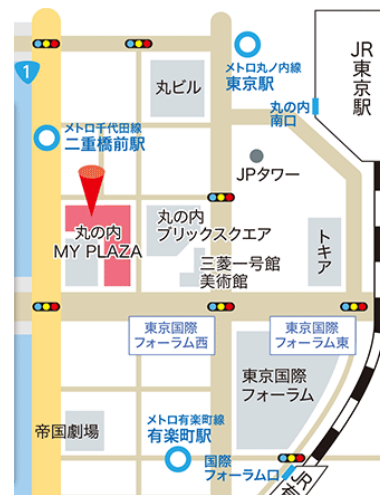 1
メトロ丸ノ内線
東京駅
JR
東京駅
丸ビル
丸の内
南口
メトロ千代田線
二重橋前駅
JPタワー
丸の内
MY PLAZA
丸の内
ブリックスクエア
トキア
三菱一号館
美術館
東京国際
フォーラム西
東京国際
フォーラム東
東京国際
フォーラム
帝国劇場
メトロ有楽町線
有楽町駅
国際
フォーラム口
JR